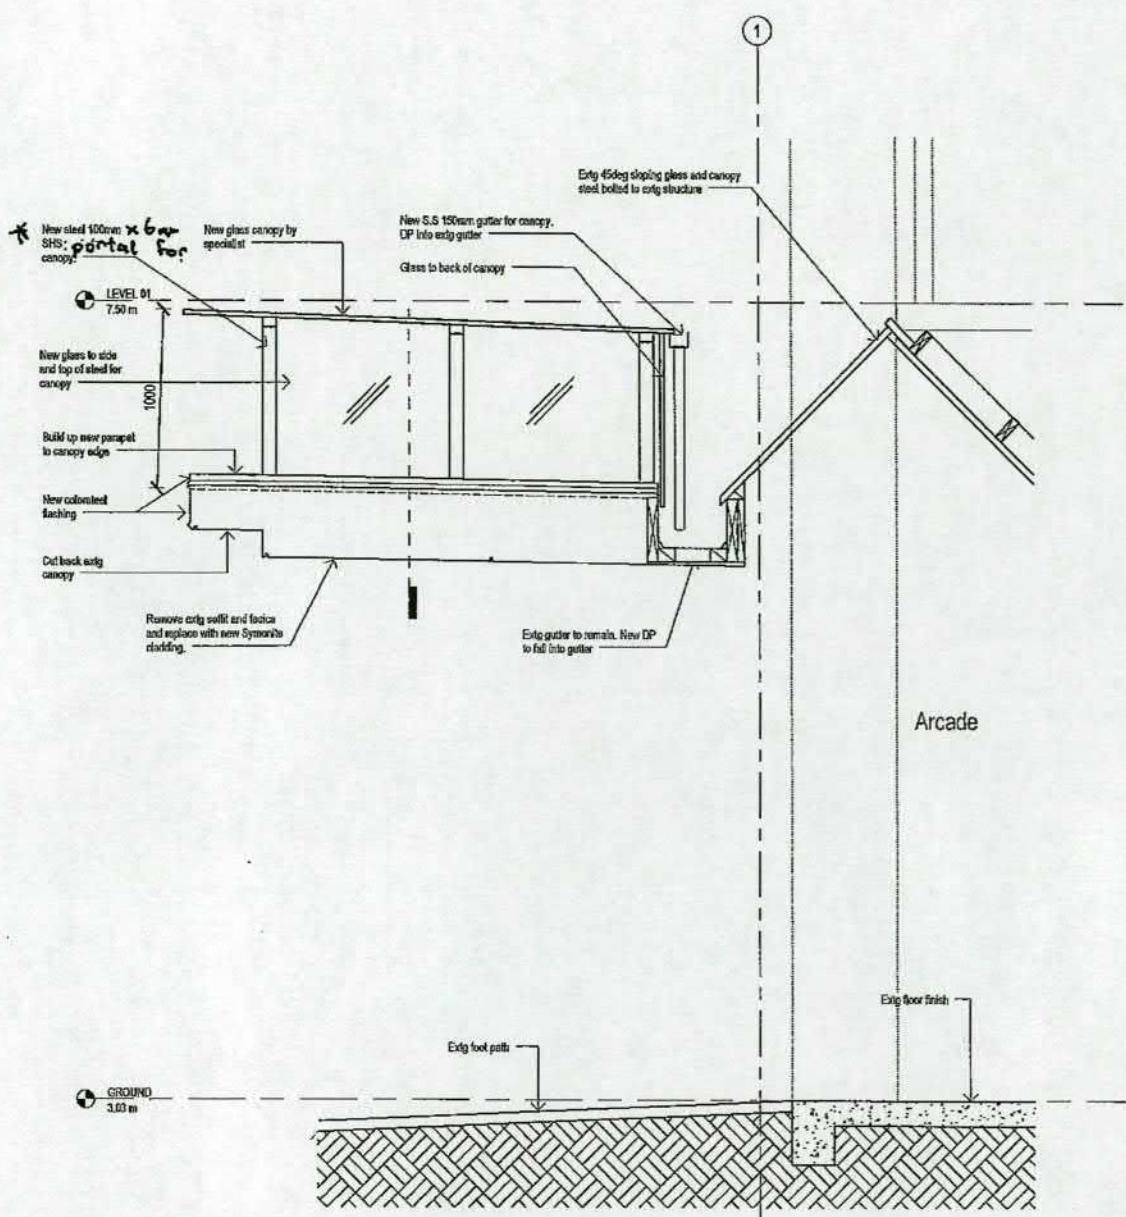 1
Extg 45deg sloping glass and canopy
steel bolted to extg structure
New steel 100mm x 6mm
SHS; portal for
canopy.
New glass canopy by
specialist
New S.S 150mm gutter for canopy.
DP into extg gutter
Glass to back of canopy
LEVEL 01
7.50 m
New glass to side
and top of steel for
canopy
1000
Build up new parapet
to canopy edge
New colorsteel
flashing
Cut back extg
canopy
Remove extg soffit and facica
and replace with new Symonite
cladding.
Extg gutter to remain. New DP
to fall into gutter
Arcade
Extg floor finish
Extg foot path
GROUND
3.03 m